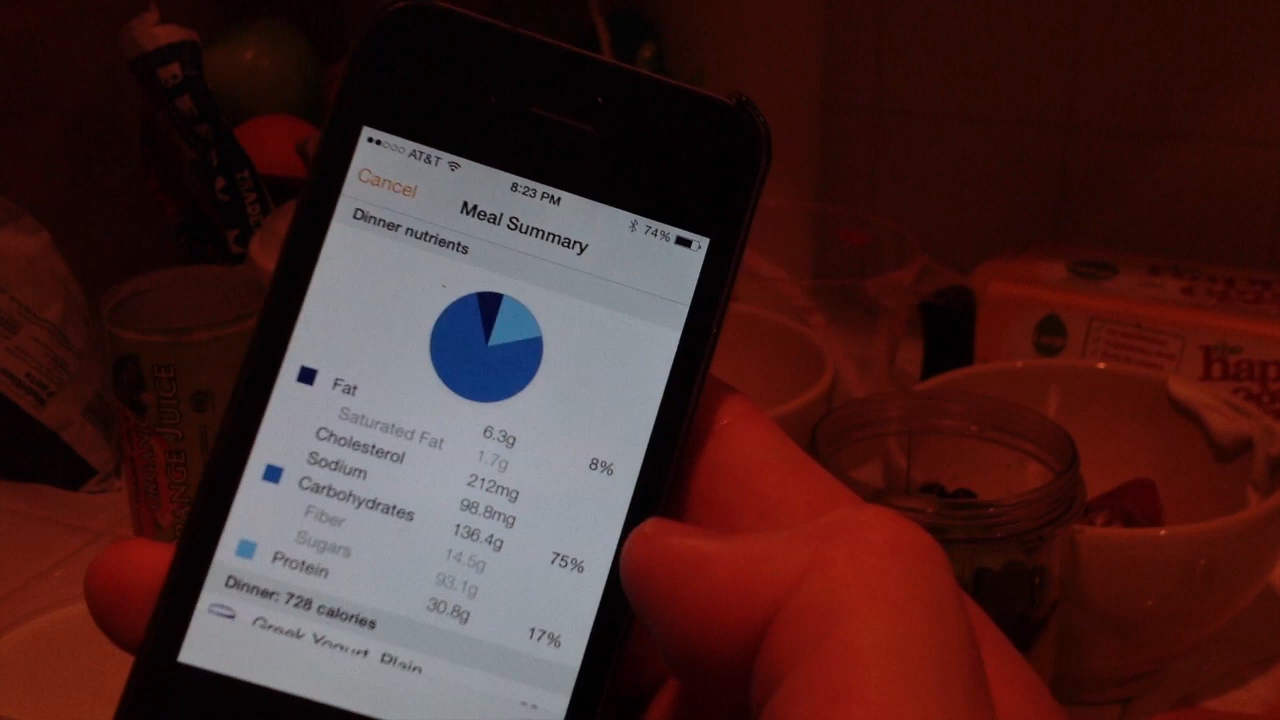 AT&T 8:23 PM 74%
Cancel Meal Summary
Dinner nutrients
Fat 6.3g 8%
Saturated Fat 1.7g
Cholesterol 212mg
Sodium 98.8mg
Carbohydrates 136.4g 75%
Fiber 14.5g
Sugars 93.1g
Protein 30.8g 17%
Dinner: 728 calories
Greek Yogurt, Plain
ORANGE JUICE
the
happy